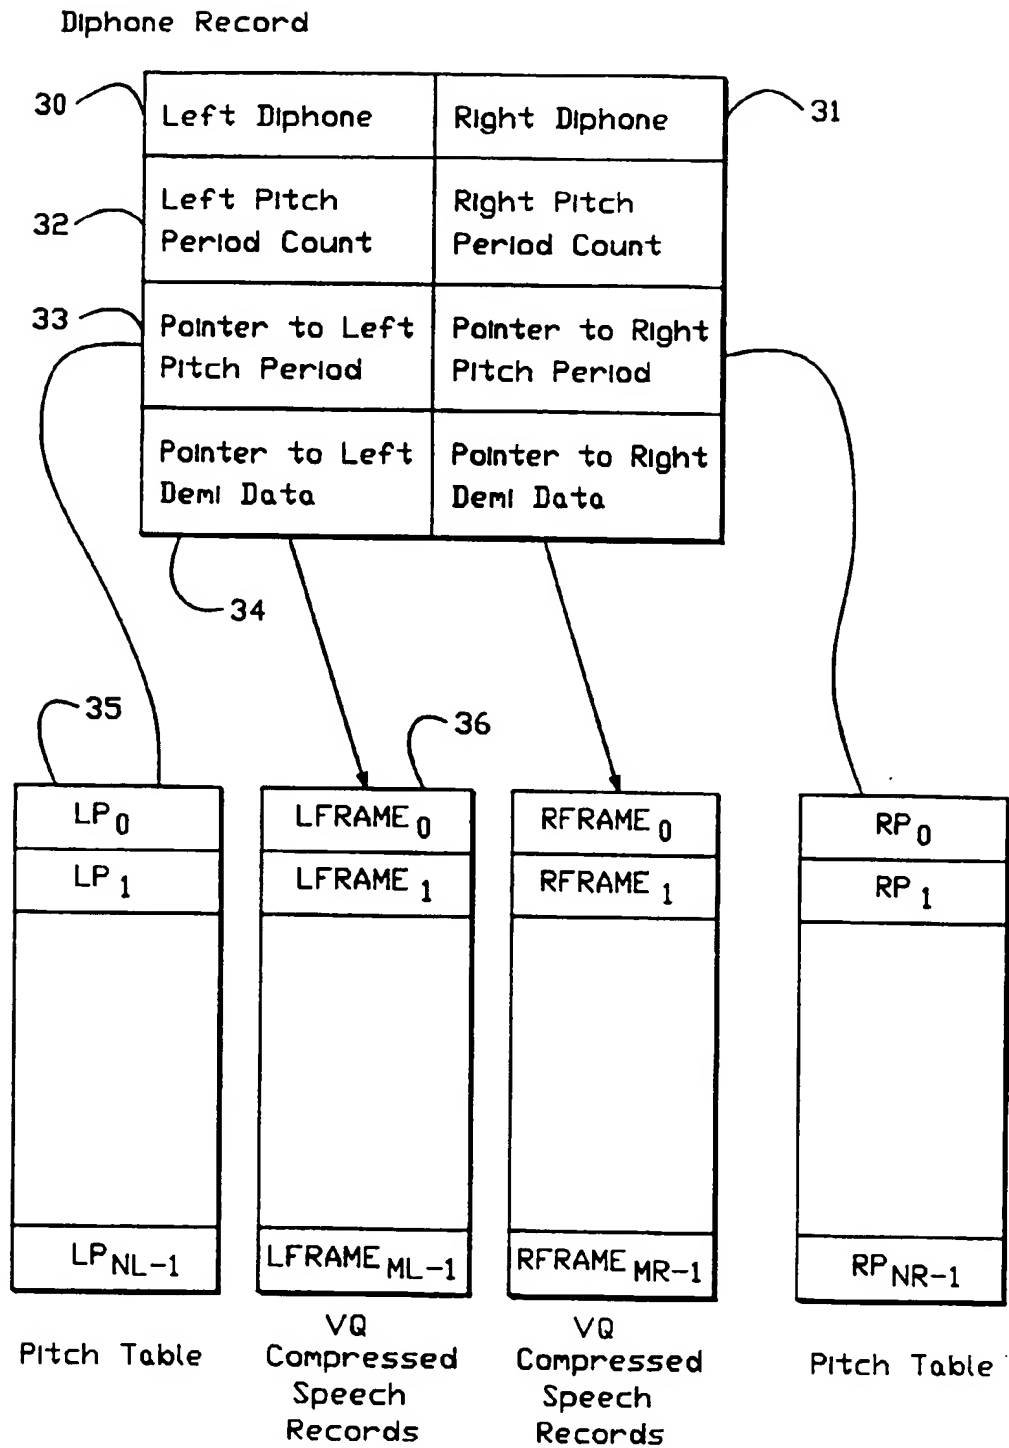 Diphone Record
30
Left Diphone
Right Diphone
31
32
Left Pitch
Period Count
Right Pitch
Period Count
33
Pointer to Left
Pitch Period
Pointer to Right
Pitch Period
Pointer to Left
Demi Data
Pointer to Right
Demi Data
34
35
36
LP0
LFRAME0
RFRAME0
RP0
LP1
LFRAME1
RFRAME1
RP1
LPNL-1
LFRAMEML-1
RFRAMEMR-1
RPNR-1
Pitch Table
VQ
Compressed
Speech
Records
VQ
Compressed
Speech
Records
Pitch Table